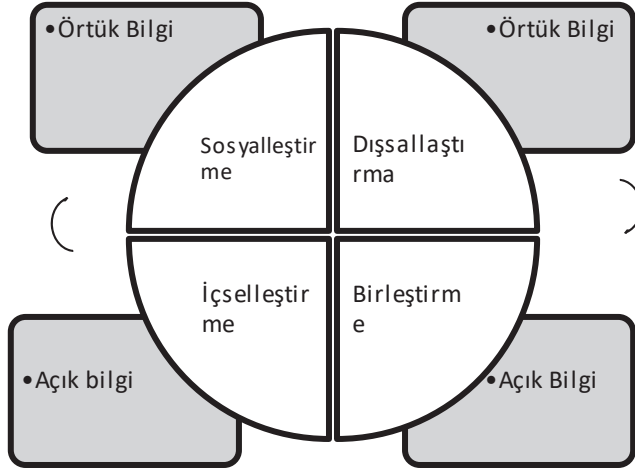 •Örtük Bilgi
•Örtük Bilgi
Sosyalleştir
me
Dışsallaştı
rma
İçselleştir
me
Birleştirm
e
•Açık bilgi
•Açık Bilgi